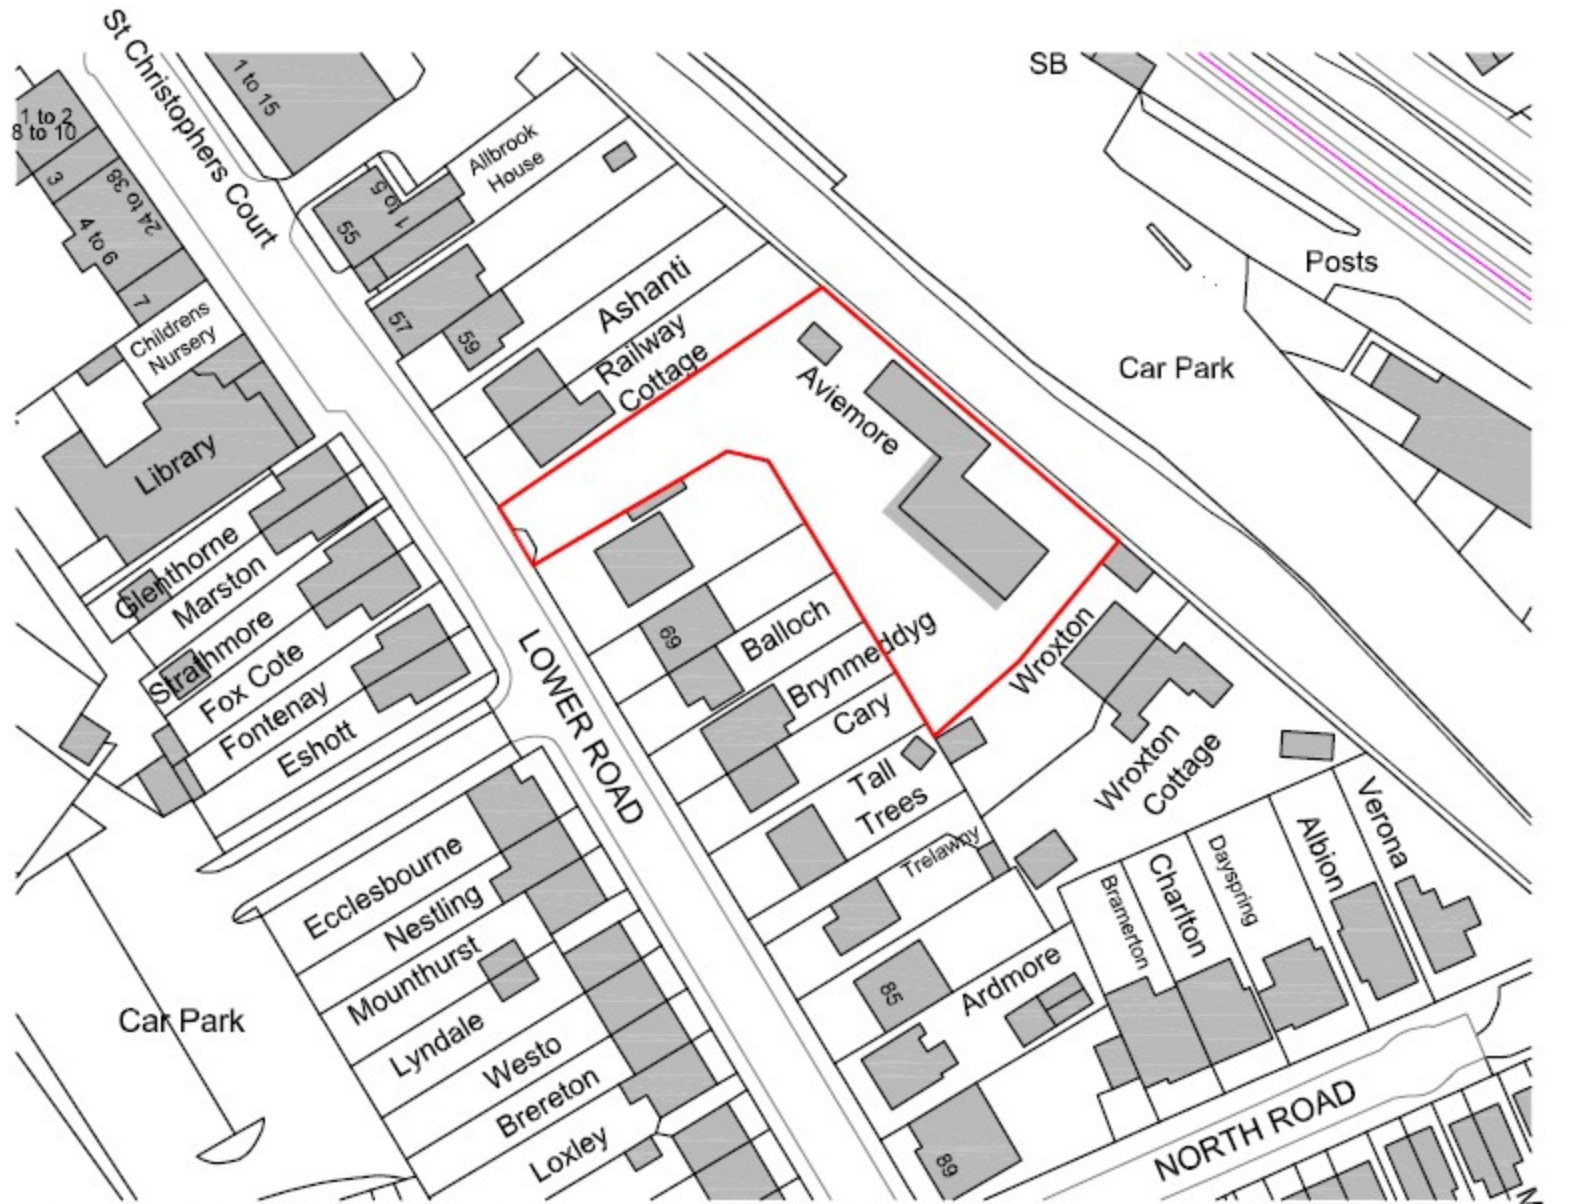 St Christophers Court
1 to 15
SB
1 to 2
8 to 10
3
24 to 38
4 to 9
7
Childrens
Nursery
Allbrook
House
1 to 5
55
57
59
Ashanti
Railway
Cottage
Posts
Car Park
Aviemore
Library
Glenthorne
Marston
Strathmore
Fox Cote
Fontenay
Eshott
LOWER ROAD
69
Balloch
Brynmeddyg
Cary
Wroxton
Wroxton
Cottage
Tall
Trees
Trelawny
Verona
Albion
Dayspring
Charlton
Bramerton
Ecclesbourne
Nestling
Mounthurst
Lyndale
Westo
Brereton
Loxley
Car Park
85
Ardmore
89
NORTH ROAD